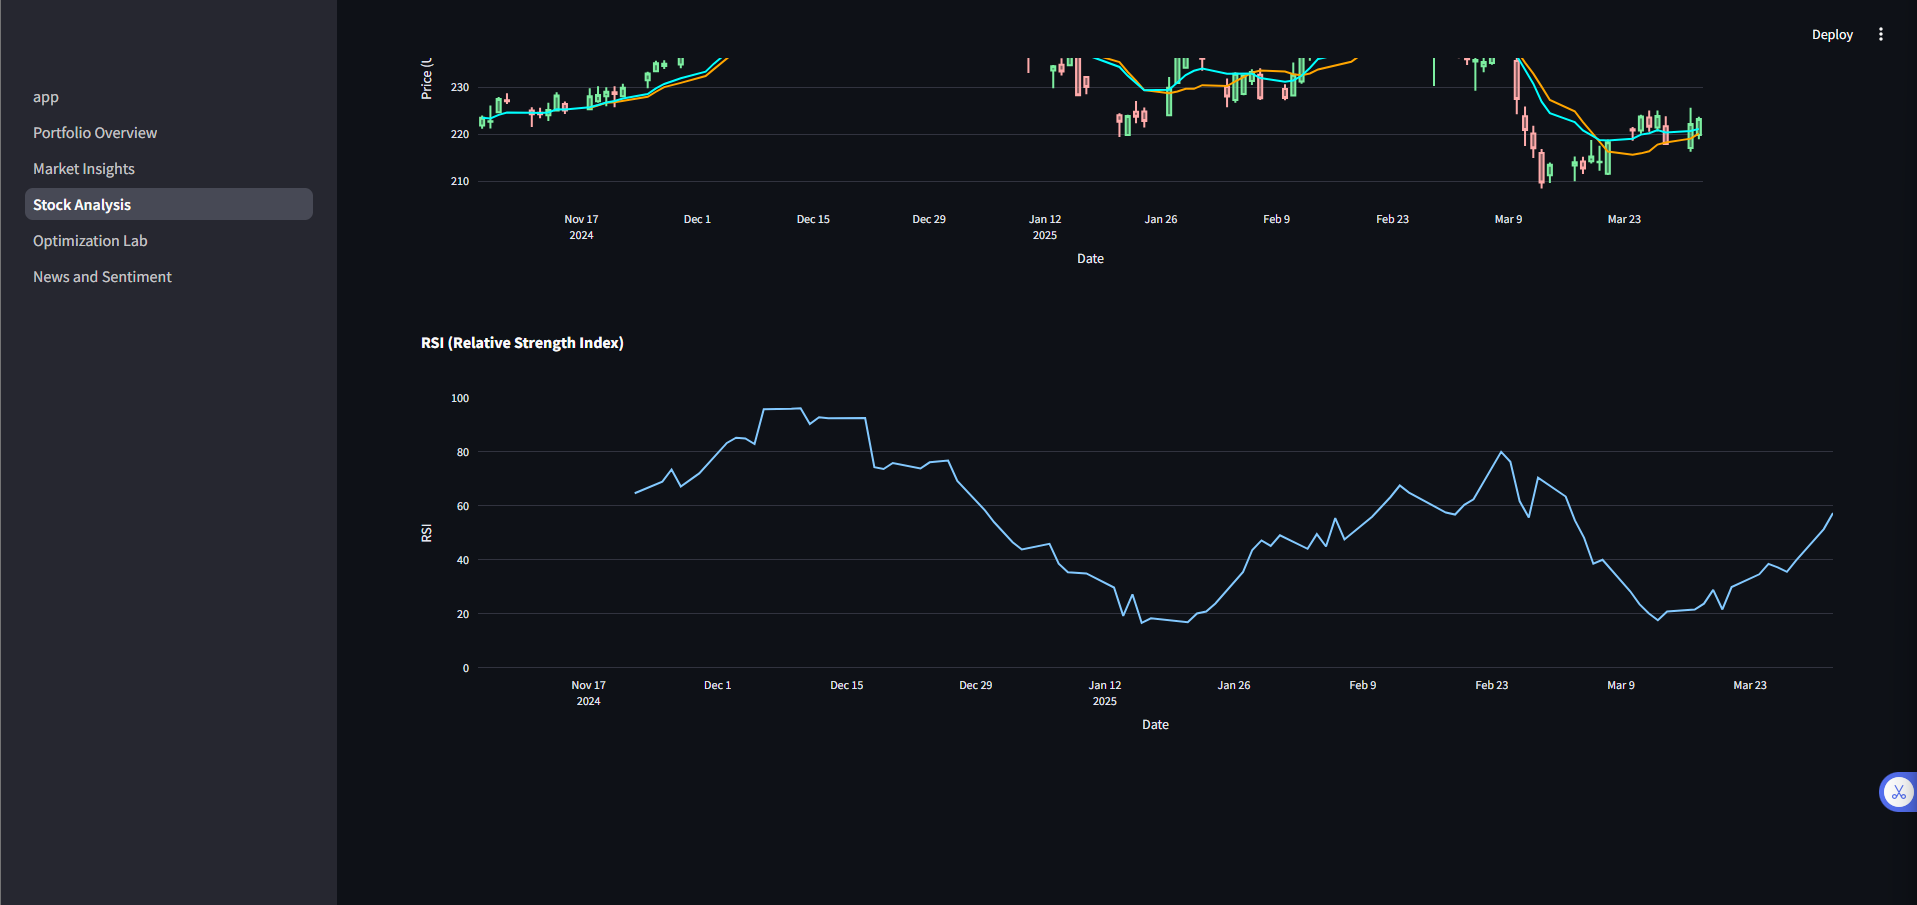 Deploy
app
Portfolio Overview
Market Insights
Stock Analysis
Optimization Lab
News and Sentiment
Price (U
230
220
210
Nov 17
2024
Dec 1
Dec 15
Dec 29
Jan 12
2025
Jan 26
Feb 9
Feb 23
Mar 9
Mar 23
Date
RSI (Relative Strength Index)
RSI
100
80
60
40
20
0
Nov 17
2024
Dec 1
Dec 15
Dec 29
Jan 12
2025
Jan 26
Feb 9
Feb 23
Mar 9
Mar 23
Date